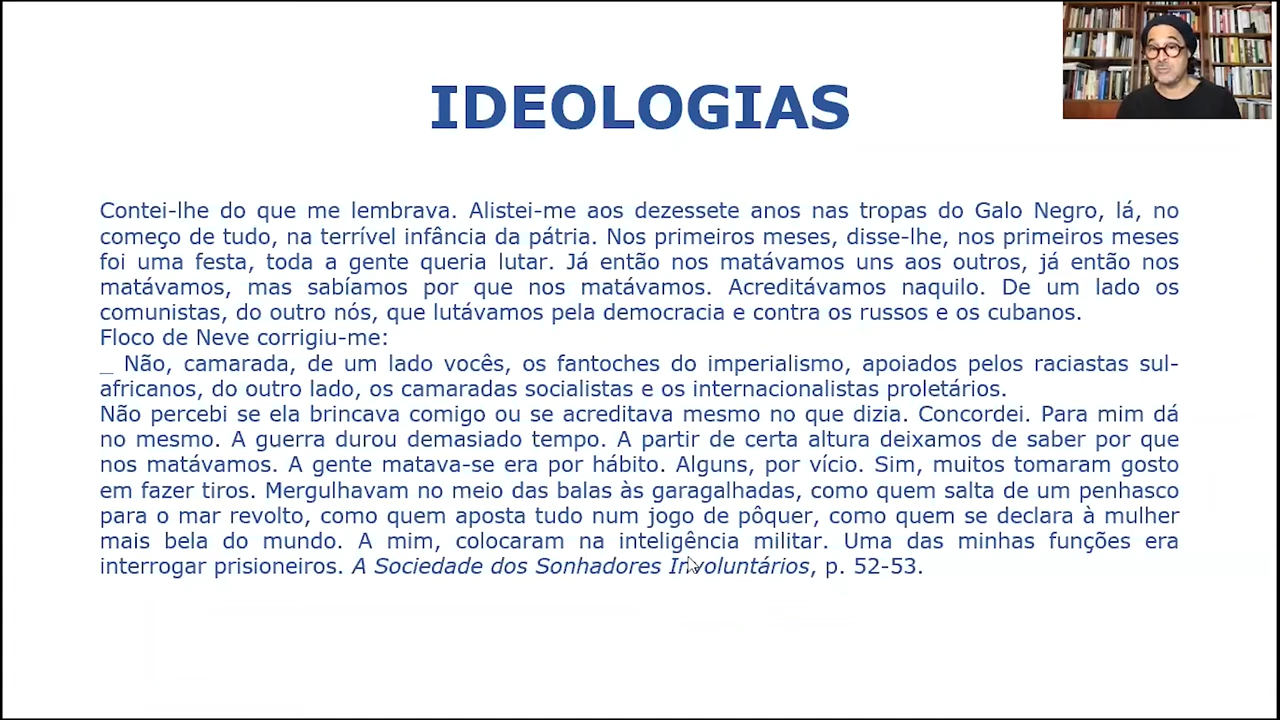 IDEOLOGIAS
Contei-lhe do que me lembrava. Alistei-me aos dezessete anos nas tropas do Galo Negro, lá, no
começo de tudo, na terrível infância da pátria. Nos primeiros meses, disse-lhe, nos primeiros meses
foi uma festa, toda a gente queria lutar. Já então nos matávamos uns aos outros, já então nos
matávamos, mas sabíamos por que nos matávamos. Acreditávamos naquilo. De um lado os
comunistas, do outro nós, que lutávamos pela democracia e contra os russos e os cubanos.
Floco de Neve corrigiu-me:
_ Não, camarada, de um lado vocês, os fantoches do imperialismo, apoiados pelos raciastas sul-
africanos, do outro lado, os camaradas socialistas e os internacionalistas proletários.
Não percebi se ela brincava comigo ou se acreditava mesmo no que dizia. Concordei. Para mim dá
no mesmo. A guerra durou demasiado tempo. A partir de certa altura deixamos de saber por que
nos matávamos. A gente matava-se era por hábito. Alguns, por vício. Sim, muitos tomaram gosto
em fazer tiros. Mergulhavam no meio das balas às garagalhadas, como quem salta de um penhasco
para o mar revolto, como quem aposta tudo num jogo de pôquer, como quem se declara à mulher
mais bela do mundo. A mim, colocaram na inteligência militar. Uma das minhas funções era
interrogar prisioneiros. A Sociedade dos Sonhadores Involuntários, p. 52-53.